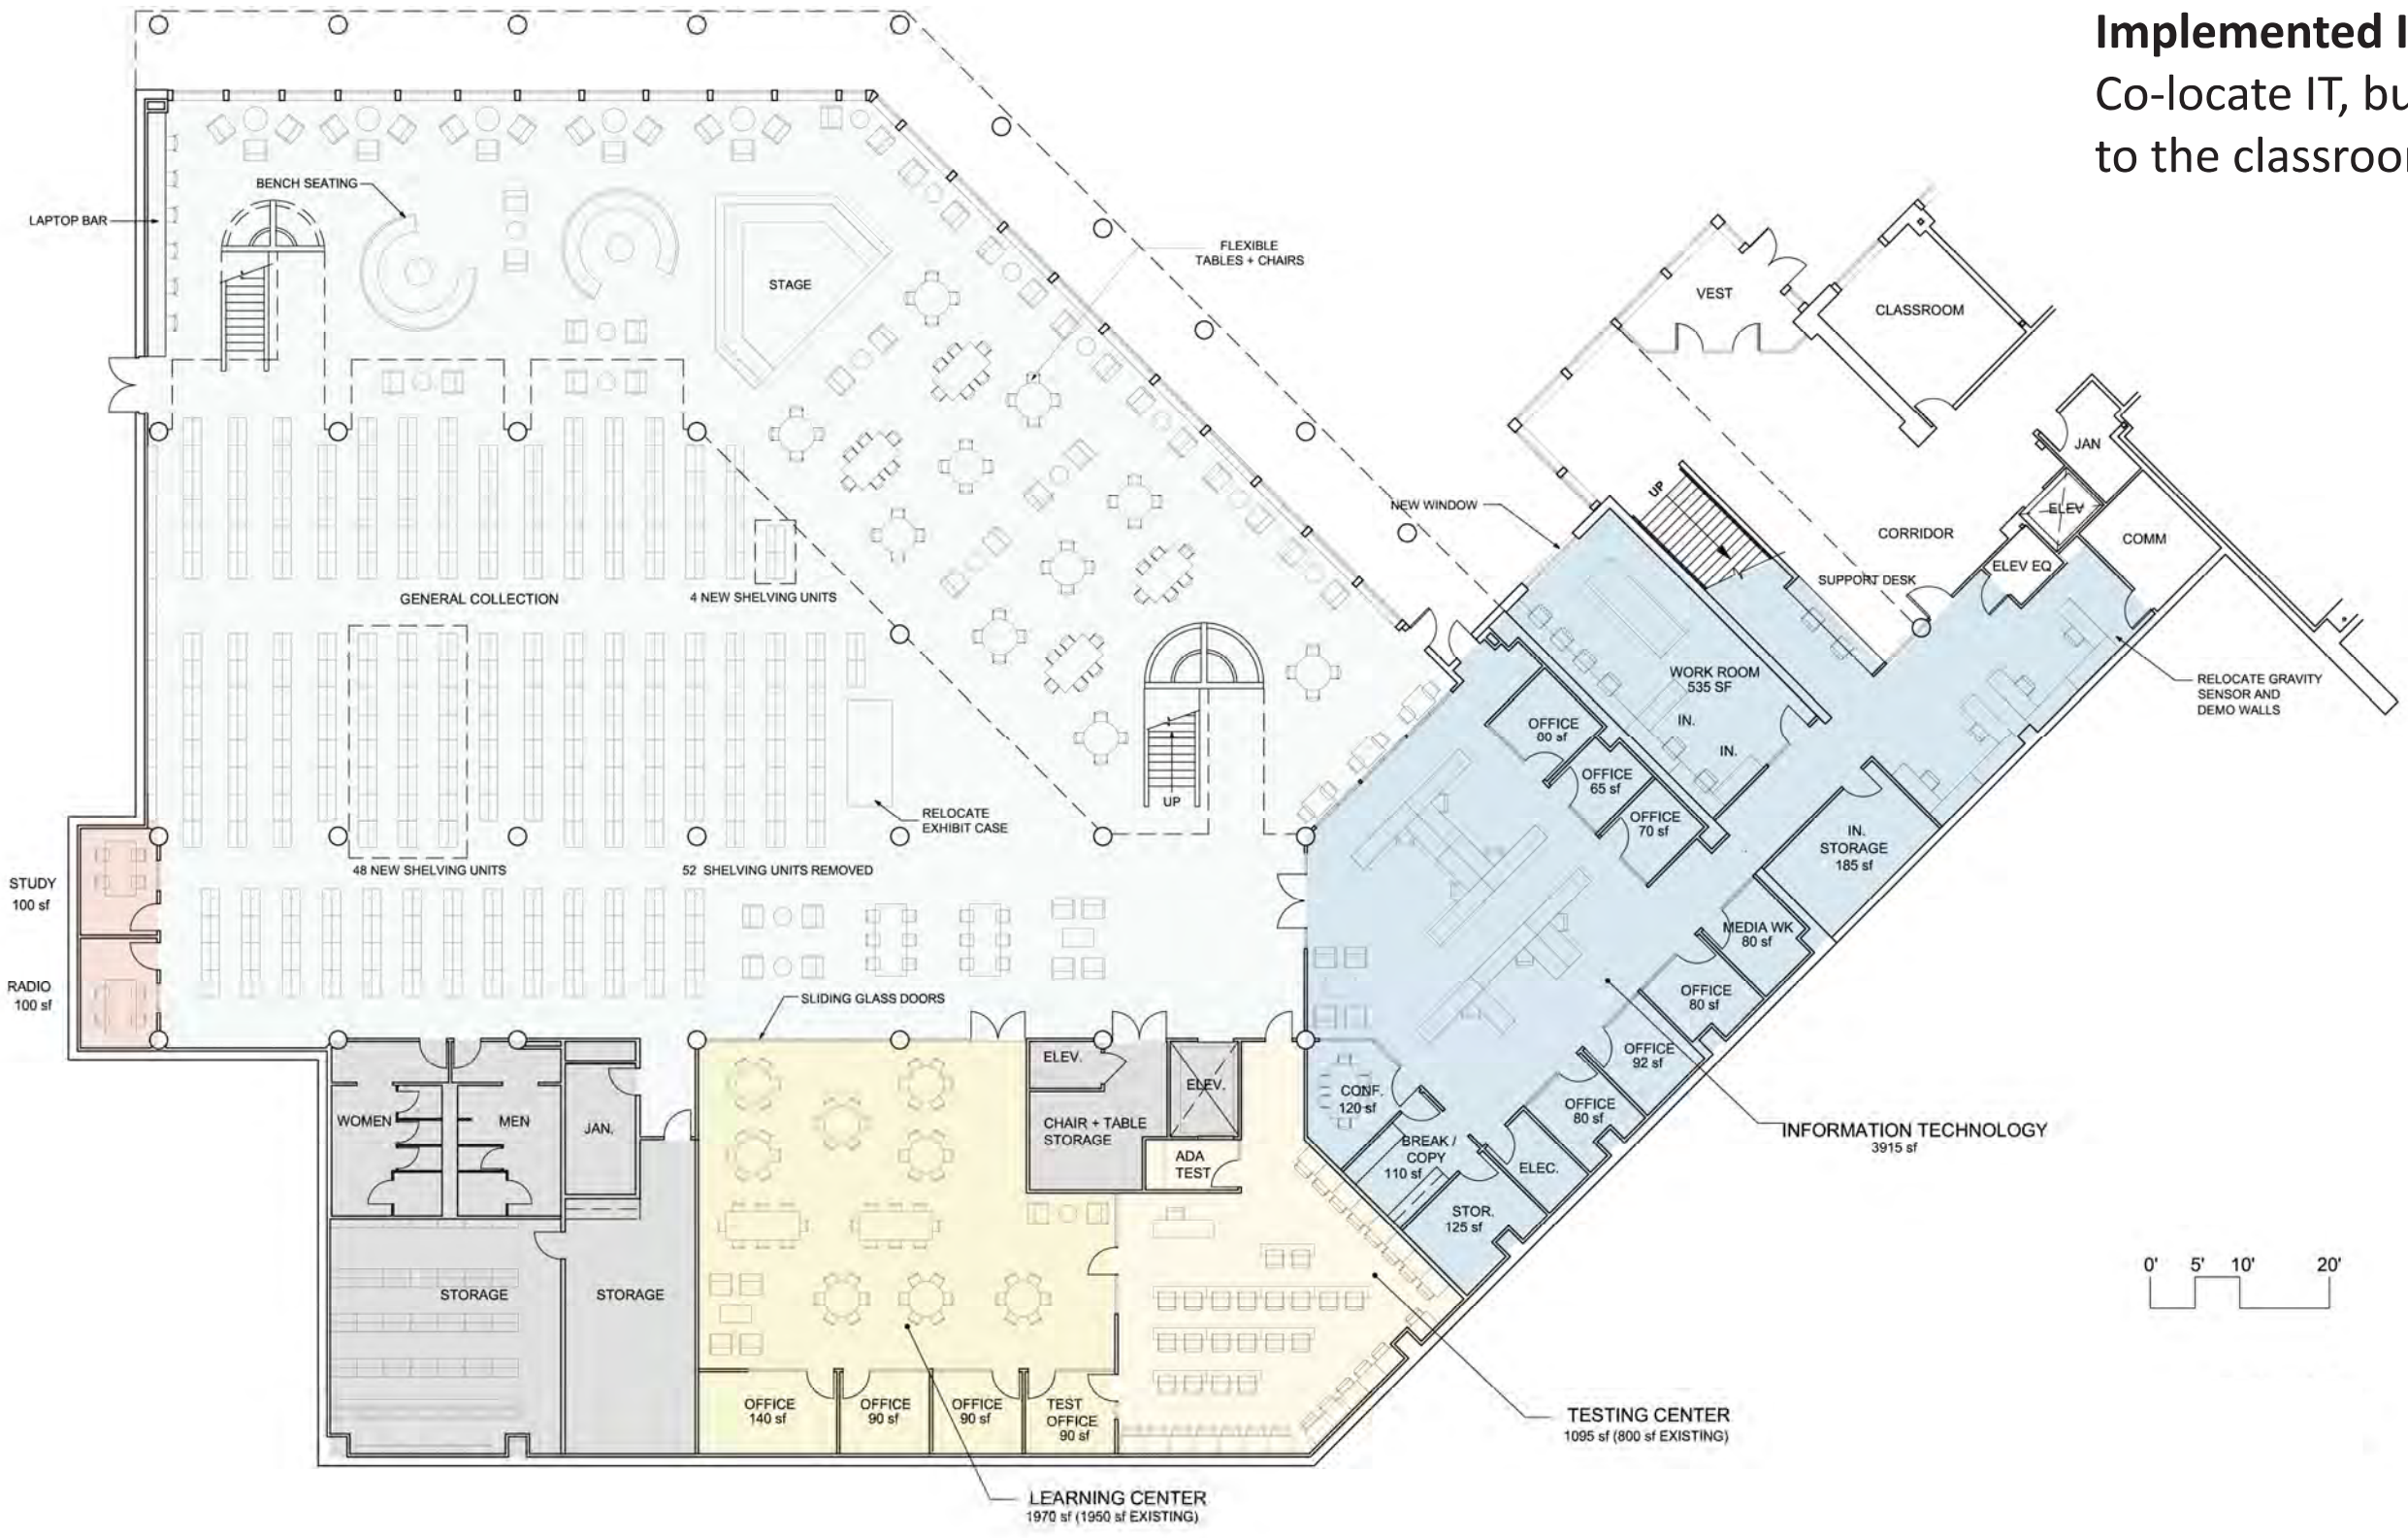 Implemented I
Co-locate IT, bu
to the classroo
BENCH SEATING
LAPTOP BAR
FLEXIBLE
TABLES + CHAIRS
STAGE
VEST
CLASSROOM
JAN
UP
NEW WINDOW
ELEV
CORRIDOR
COMM
ELEV EQ
SUPPORT DESK
GENERAL COLLECTION
4 NEW SHELVING UNITS
WORK ROOM
535 SF
IN.
IN.
RELOCATE GRAVITY
SENSOR AND
DEMO WALLS
OFFICE
OFFICE
65 sf
OFFICE
70 sf
UP
RELOCATE
EXHIBIT CASE
IN.
STORAGE
185 sf
48 NEW SHELVING UNITS
52 SHELVING UNITS REMOVED
STUDY
100 sf
MEDIA WK
80 sf
RADIO
100 sf
OFFICE
80 sf
SLIDING GLASS DOORS
OFFICE
92 sf
ELEV.
ELEV.
CONF.
120 sf
OFFICE
80 sf
WOMEN
MEN
JAN.
CHAIR + TABLE
STORAGE
INFORMATION TECHNOLOGY
3915 sf
BREAK /
COPY
110 sf
ELEC.
ADA
TEST
STOR.
125 sf
0' 5' 10' 20'
STORAGE
STORAGE
OFFICE
140 sf
OFFICE
90 sf
OFFICE
90 sf
TEST
OFFICE
90 sf
TESTING CENTER
1095 sf (800 sf EXISTING)
LEARNING CENTER
1970 sf (1950 sf EXISTING)